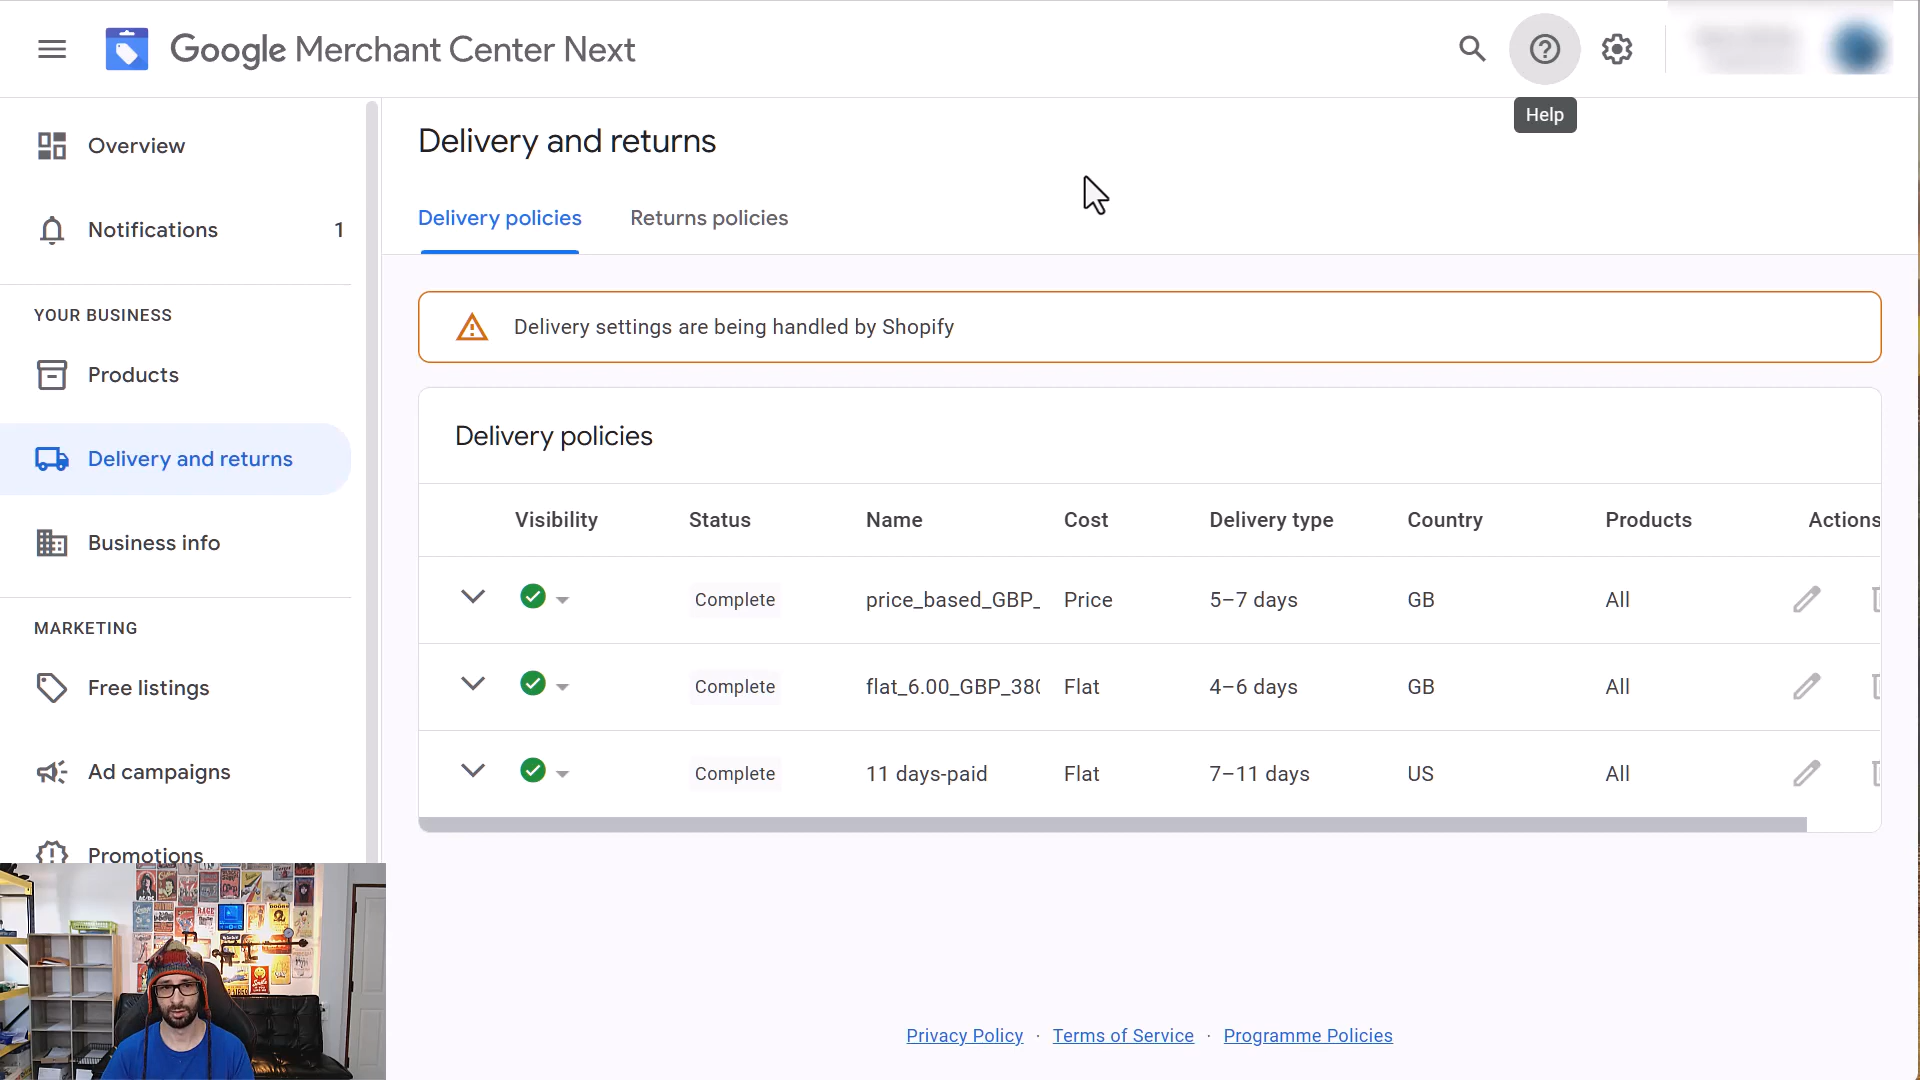 Google Merchant Center Next
Help
Overview
Notifications 1
YOUR BUSINESS
Products
Delivery and returns
Business info
MARKETING
Free listings
Ad campaigns
Promotions
Delivery and returns
Delivery policies Returns policies
Delivery settings are being handled by Shopify
Delivery policies
Visibility Status Name Cost Delivery type Country Products Actions
Complete price_based_GBP_ Price 5–7 days GB All
Complete flat_6.00_GBP_380 Flat 4–6 days GB All
Complete 11 days-paid Flat 7–11 days US All
Privacy Policy · Terms of Service · Programme Policies